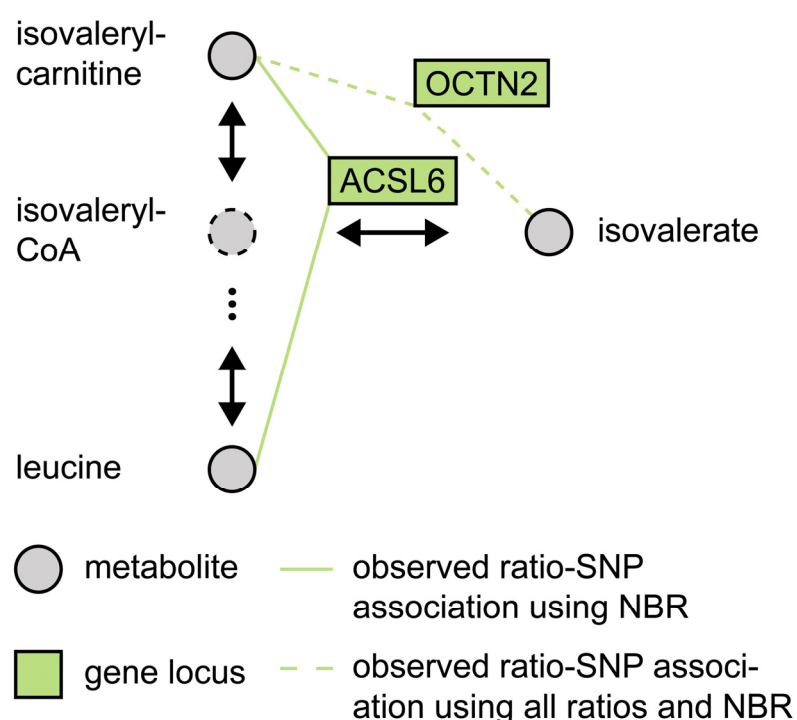 isovaleryl-
carnitine
OCTN2
ACSL6
isovaleryl-
CoA
isovalerate
leucine
metabolite
observed ratio-SNP
association using NBR
gene locus
observed ratio-SNP associ-
ation using all ratios and NBR